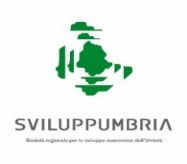 SVILUPPUMBRIA
Società regionale per lo sviluppo economico dell'Umbria